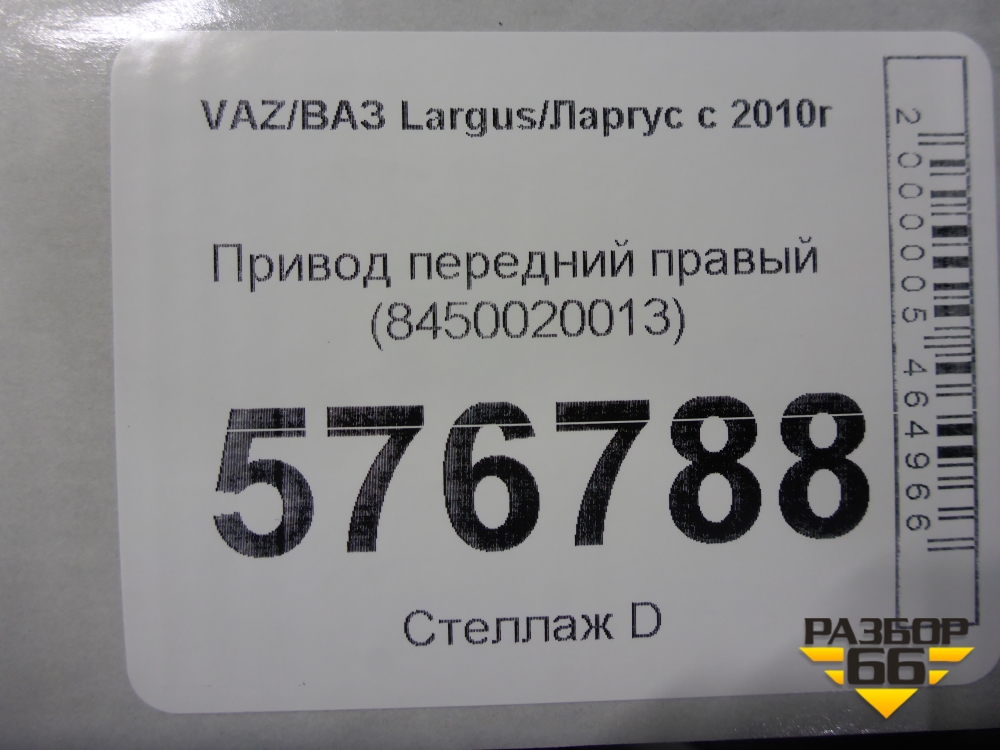 VAZ/ВАЗ Largus/Ларгус с 2010г
Привод передний правый
(8450020013)
576788
Стеллаж D
2000005464966
РАЗБОР
66